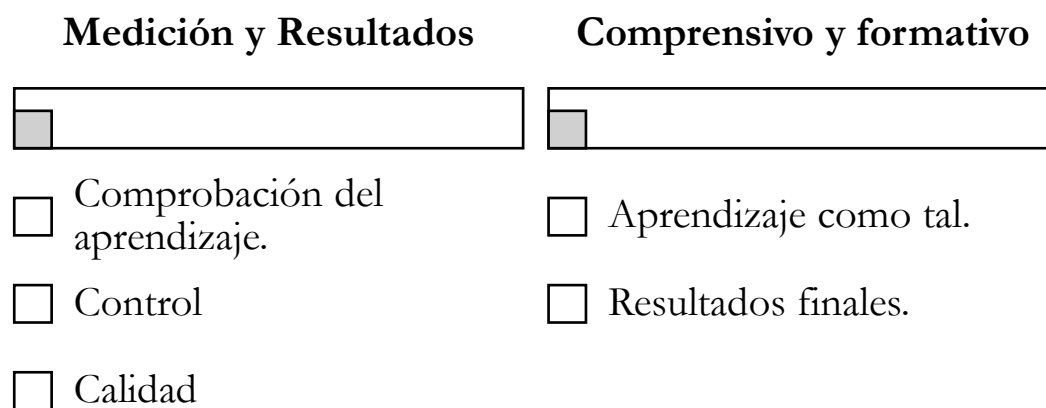 Medición y Resultados
Comprensivo y formativo
Comprobación del
aprendizaje.
Control
Calidad
Aprendizaje como tal.
Resultados finales.